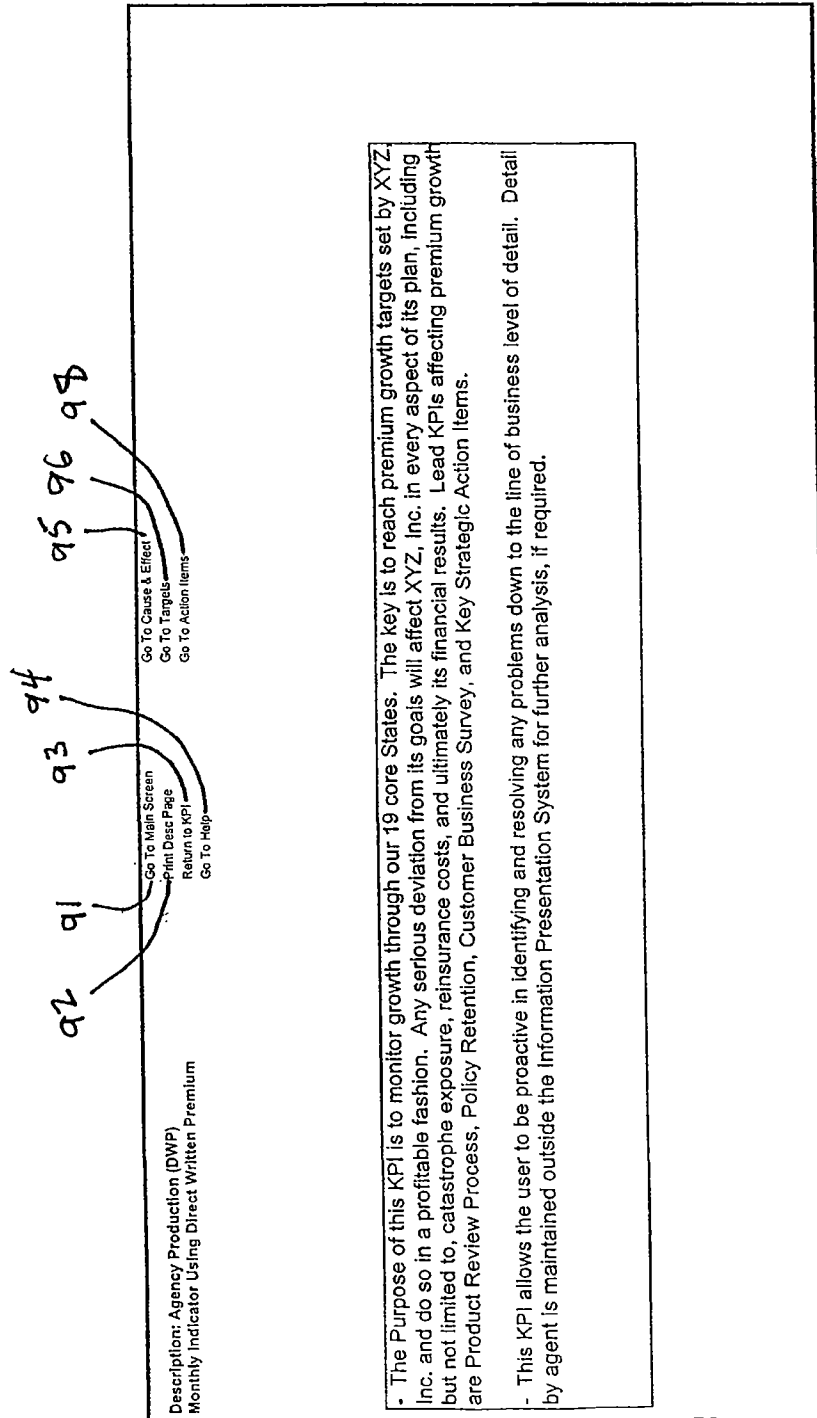 92 91 93 94 95 96 98
Description: Agency Production (DWP)
Monthly Indicator Using Direct Written Premium
Go To Main Screen
Print Desc Page
Return to KPI
Go To Help
Go To Cause & Effect
Go To Targets
Go To Action Items
- The Purpose of this KPI is to monitor growth through our 19 core States. The key is to reach premium growth targets set by XYZ,
Inc. and do so in a profitable fashion. Any serious deviation from its goals will affect XYZ, Inc. in every aspect of its plan, including
but not limited to, catastrophe exposure, reinsurance costs, and ultimately its financial results. Lead KPIs affecting premium growth
are Product Review Process, Policy Retention, Customer Business Survey, and Key Strategic Action Items.
- This KPI allows the user to be proactive in identifying and resolving any problems down to the line of business level of detail. Detail
by agent is maintained outside the Information Presentation System for further analysis, if required.